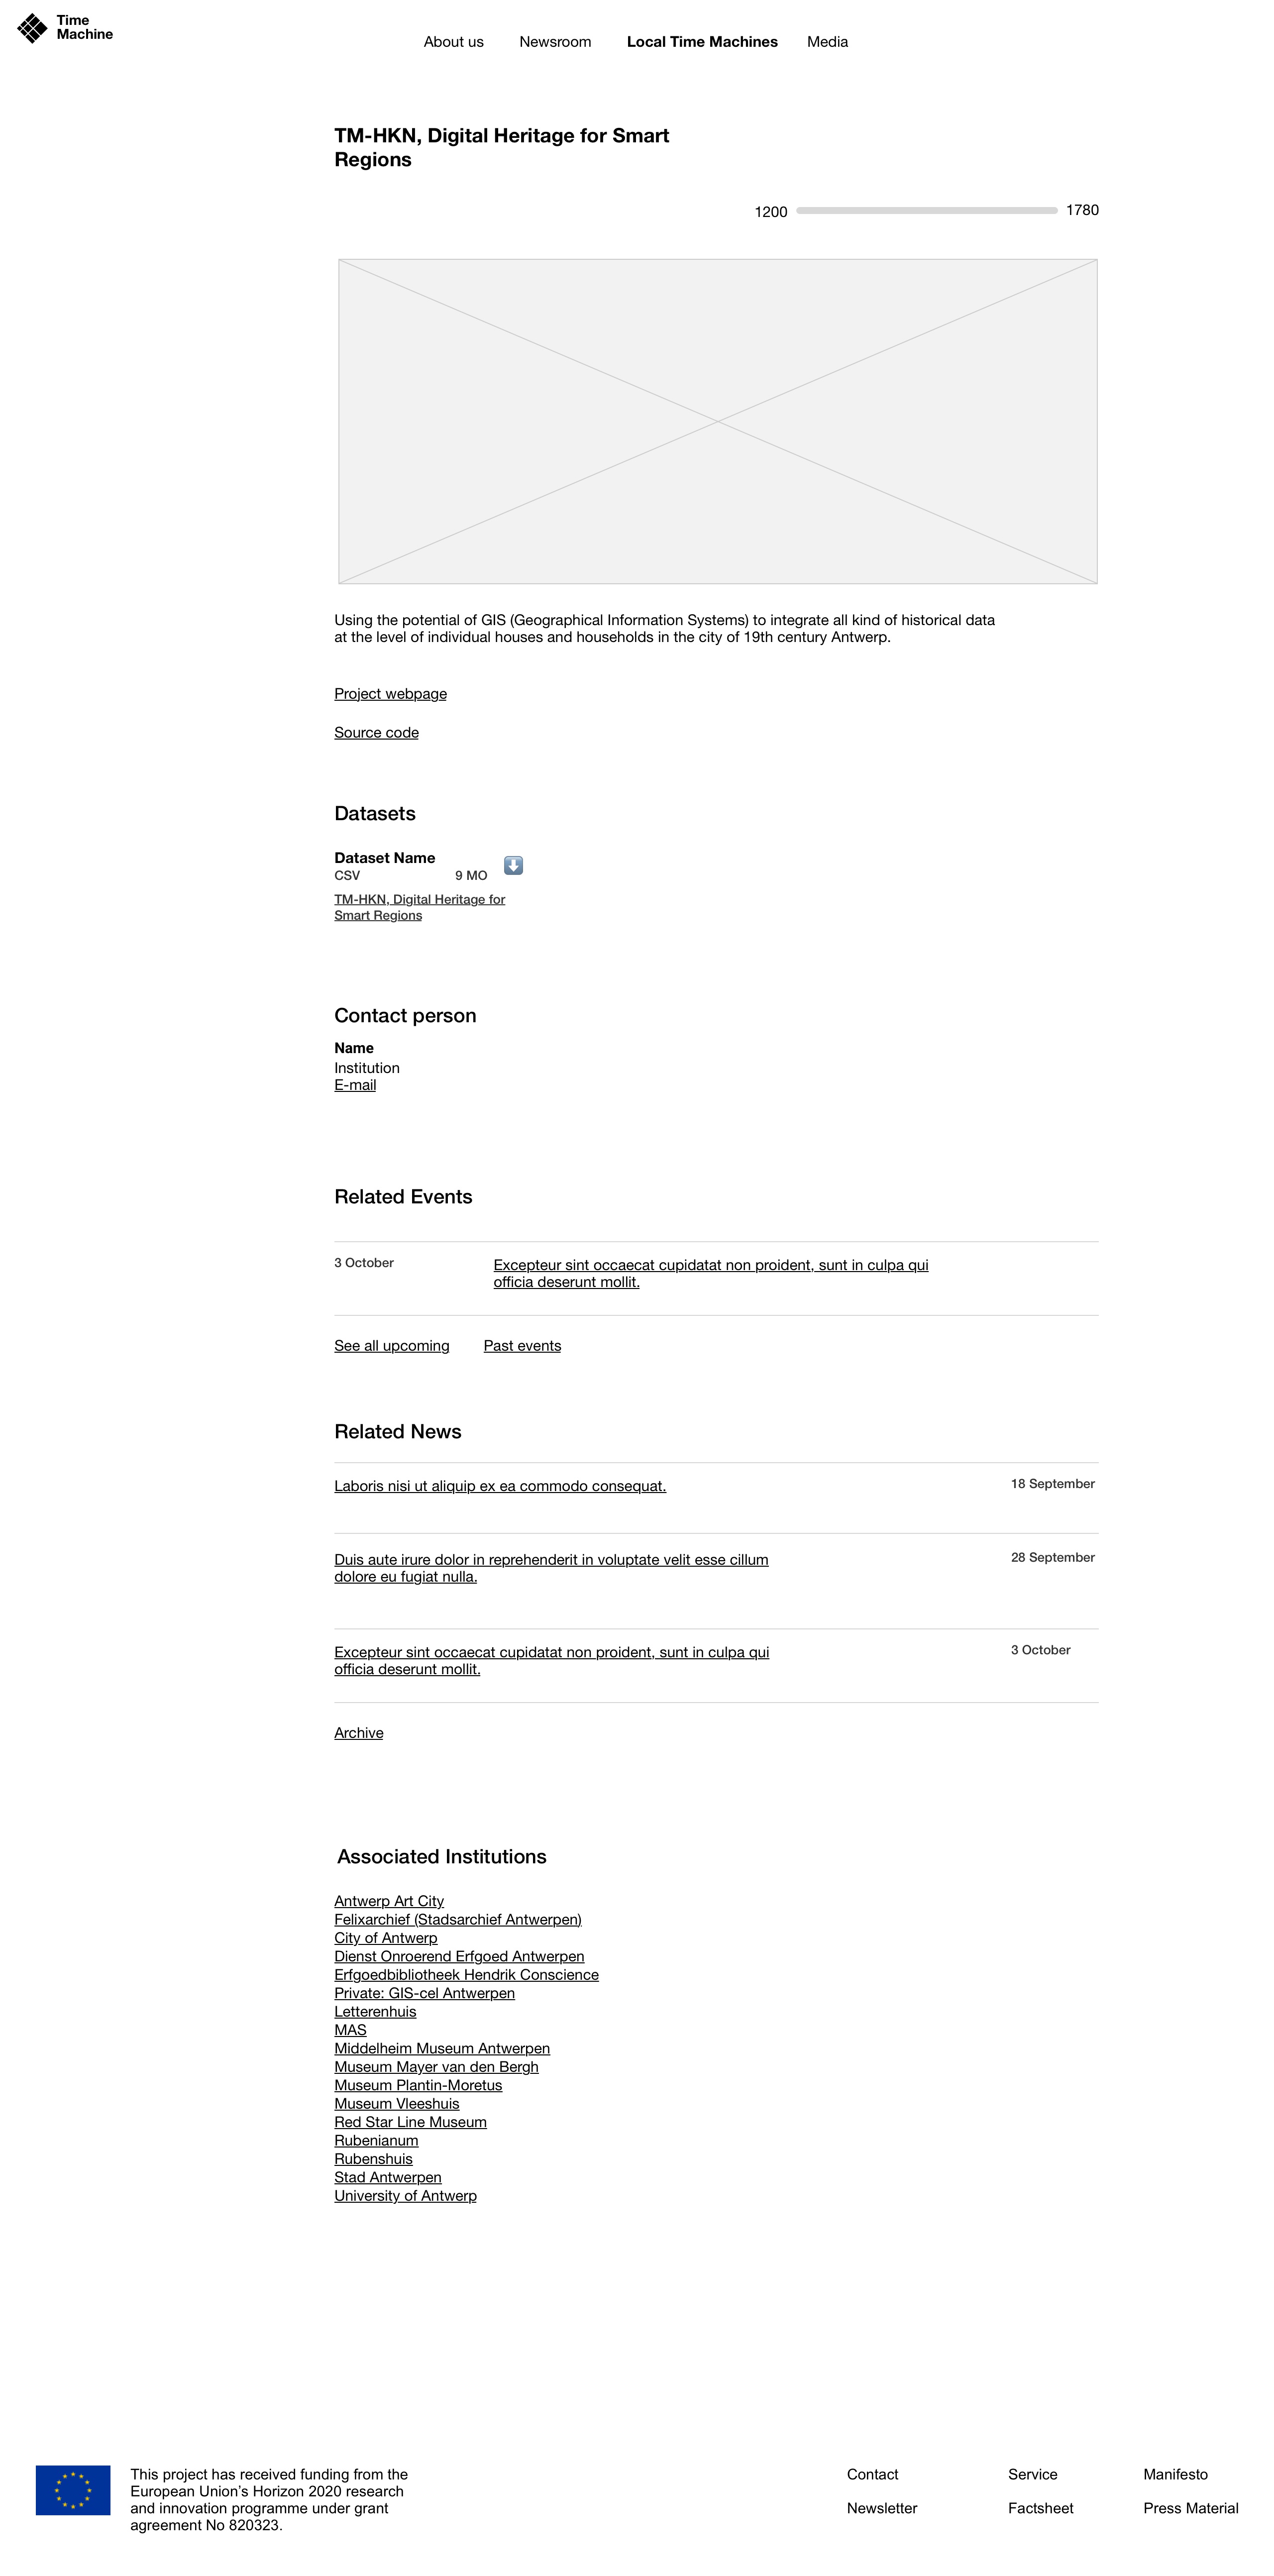 Time
Machine
About us
Newsroom
Local Time Machines
Media
TM-HKN, Digital Heritage for Smart
Regions
1200
1780
Using the potential of GIS (Geographical Information Systems) to integrate all kind of historical data
at the level of individual houses and households in the city of 19th century Antwerp.
Project webpage
Source code
Datasets
Dataset Name
CSV 9 MO
TM-HKN, Digital Heritage for
Smart Regions
Contact person
Name
Institution
E-mail
Related Events
3 October
Excepteur sint occaecat cupidatat non proident, sunt in culpa qui
officia deserunt mollit.
See all upcoming
Past events
Related News
Laboris nisi ut aliquip ex ea commodo consequat.
18 September
Duis aute irure dolor in reprehenderit in voluptate velit esse cillum
dolore eu fugiat nulla.
28 September
Excepteur sint occaecat cupidatat non proident, sunt in culpa qui
officia deserunt mollit.
3 October
Archive
Associated Institutions
Antwerp Art City
Felixarchief (Stadsarchief Antwerpen)
City of Antwerp
Dienst Onroerend Erfgoed Antwerpen
Erfgoedbibliotheek Hendrik Conscience
Private: GIS-cel Antwerpen
Letterenhuis
MAS
Middelheim Museum Antwerpen
Museum Mayer van den Bergh
Museum Plantin-Moretus
Museum Vleeshuis
Red Star Line Museum
Rubenianum
Rubenshuis
Stad Antwerpen
University of Antwerp
This project has received funding from the
European Union’s Horizon 2020 research
and innovation programme under grant
agreement No 820323.
Contact
Service
Manifesto
Newsletter
Factsheet
Press Material